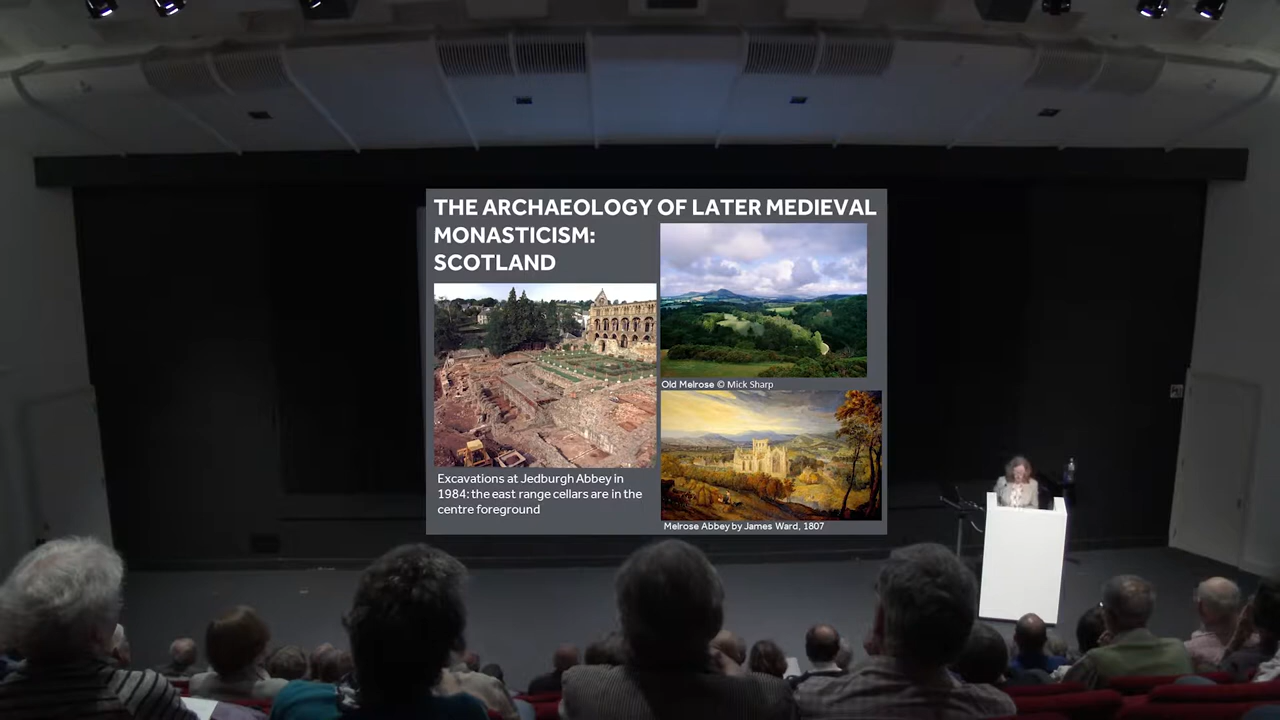 THE ARCHAEOLOGY OF LATER MEDIEVAL
MONASTICISM:
SCOTLAND
Old Melrose © Mick Sharp
Excavations at Jedburgh Abbey in
1984: the east range cellars are in the
centre foreground
Melrose Abbey by James Ward, 1807